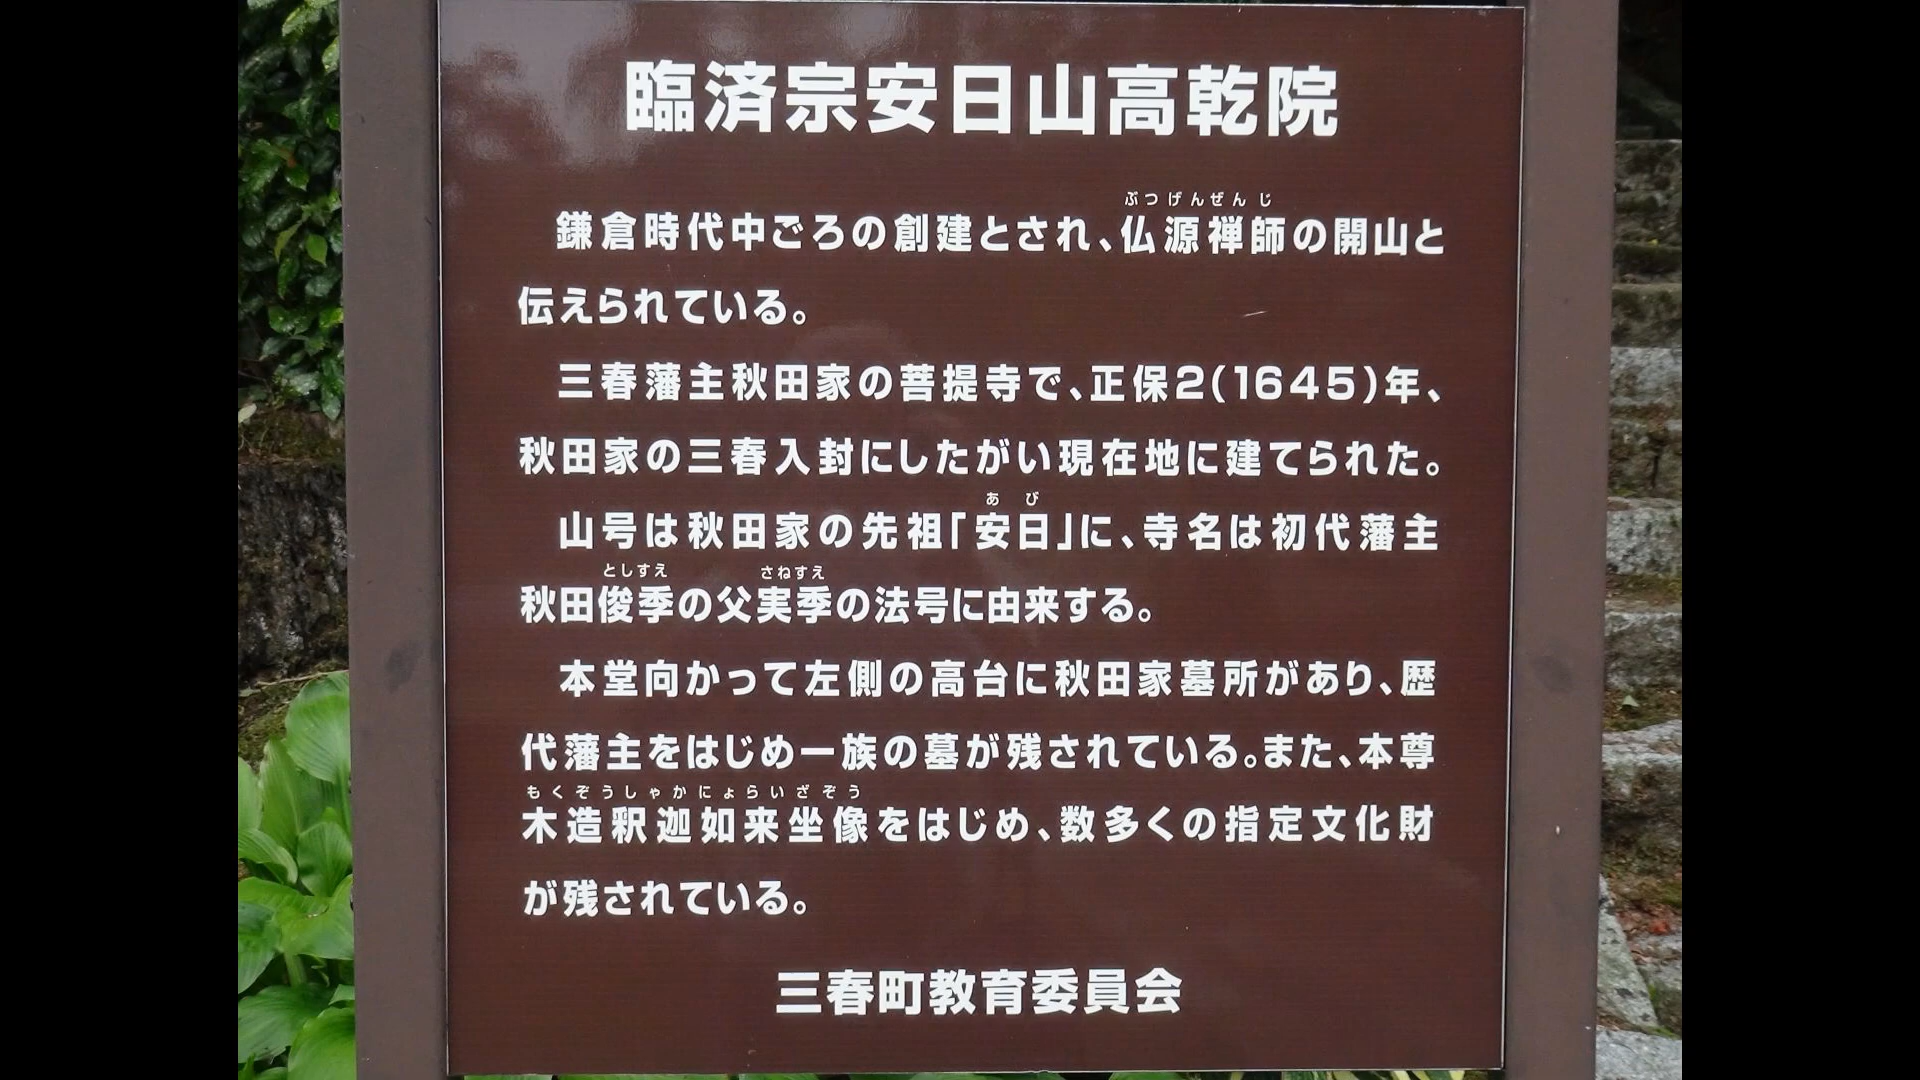 臨済宗安日山高乾院
ぶつげんぜんじ
鎌倉時代中ごろの創建とされ、仏源禅師の開山と
伝えられている。
三春藩主秋田家の菩提寺で、正保2(1645)年、
秋田家の三春入封にしたがい現在地に建てられた。
あび
山号は秋田家の先祖「安日」に、寺名は初代藩主
としすえ さねすえ
秋田俊季の父実季の法号に由来する。
本堂向かって左側の高台に秋田家墓所があり、歴
代藩主をはじめ一族の墓が残されている。また、本尊
もくぞうしゃかにょらいざぞう
木造釈迦如来坐像をはじめ、数多くの指定文化財
が残されている。
三春町教育委員会